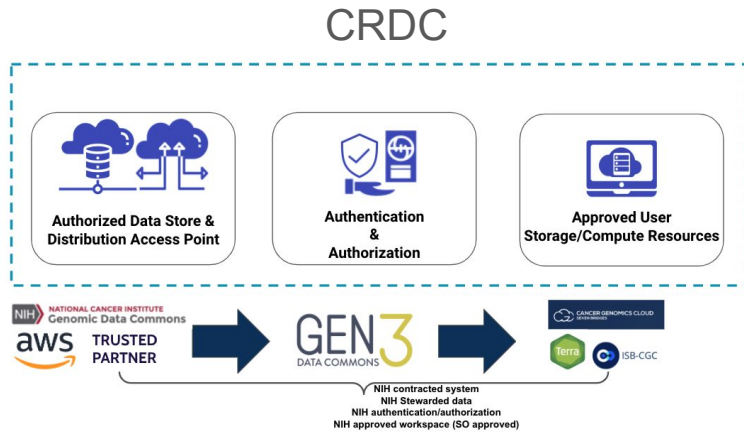 CRDC
Authorized Data Store &
Distribution Access Point
Authentication
&
Authorization
Approved User
Storage/Compute Resources
NIH
NATIONAL CANCER INSTITUTE
Genomic Data Commons
aws
TRUSTED
PARTNER
GEN3
DATA COMMONS
CANCER GENOMICS CLOUD
SEVEN BRIDGES
Terra
ISB-CGC
NIH contracted system
NIH Stewarded data
NIH authentication/authorization
NIH approved workspace (SO approved)